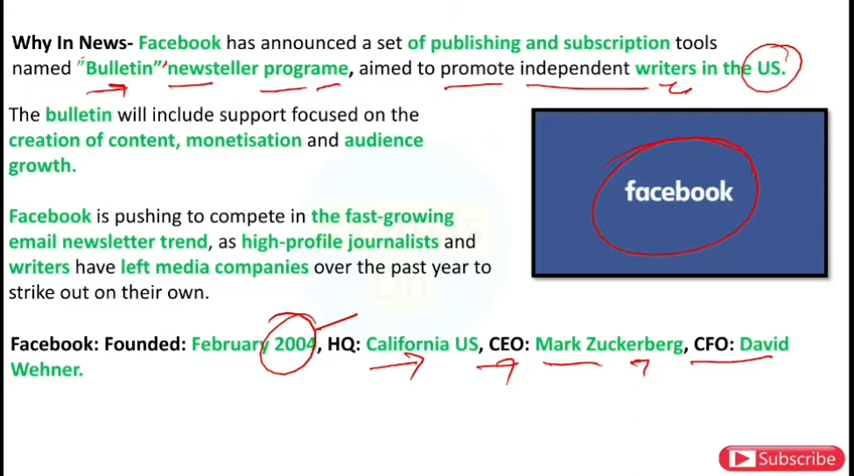 Why In News- Facebook has announced a set of publishing and subscription tools
named "Bulletin" 'newsteller programe, aimed to promote independent writers in the US.
The bulletin will include support focused on the
creation of content, monetisation and audience
growth.
facebook
Facebook is pushing to compete in the fast-growing
email newsletter trend, as high-profile journalists and
writers have left media companies over the past year to
strike out on their own.
Facebook: Founded: February 2004, HQ: California US, CEO: Mark Zuckerberg, CFO: David
Wehner.
Subscribe